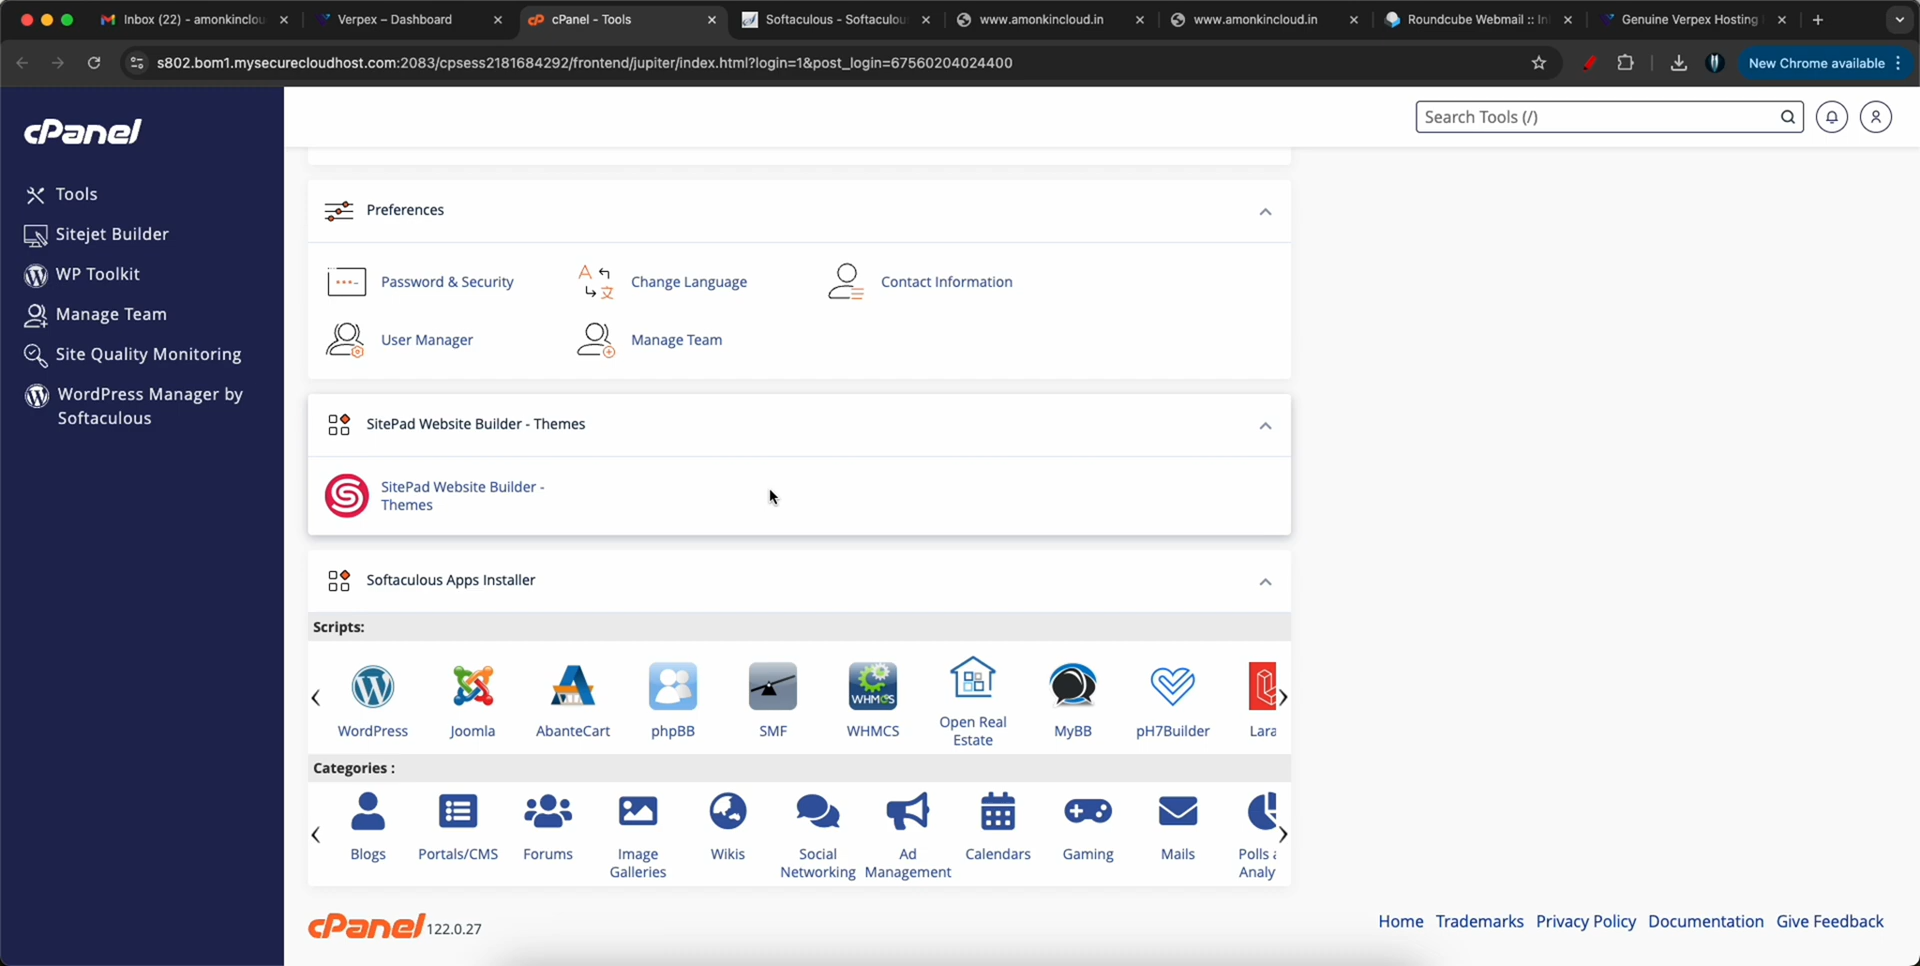 Inbox (22) - amonkinclou
Verpex – Dashboard
cPanel - Tools
Softaculous - Softaculou
www.amonkincloud.in
www.amonkincloud.in
Roundcube Webmail :: In
Genuine Verpex Hosting
s802.bom1.mysecurecloudhost.com:2083/cpsess2181684292/frontend/jupiter/index.html?login=1&post_login=67560204024400
New Chrome available
cPanel
Search Tools (/)
Tools
Sitejet Builder
WP Toolkit
Manage Team
Site Quality Monitoring
WordPress Manager by
Softaculous
Preferences
Password & Security
Change Language
Contact Information
User Manager
Manage Team
SitePad Website Builder - Themes
SitePad Website Builder -
Themes
Softaculous Apps Installer
Scripts:
WordPress
Joomla
AbanteCart
phpBB
SMF
WHMCS
WHMCS
Open Real
Estate
MyBB
pH7Builder
Lara
Categories :
Blogs
Portals/CMS
Forums
Image
Galleries
Wikis
Social
Networking
Ad
Management
Calendars
Gaming
Mails
Polls a
Analy
cPanel 122.0.27
Home Trademarks Privacy Policy Documentation Give Feedback